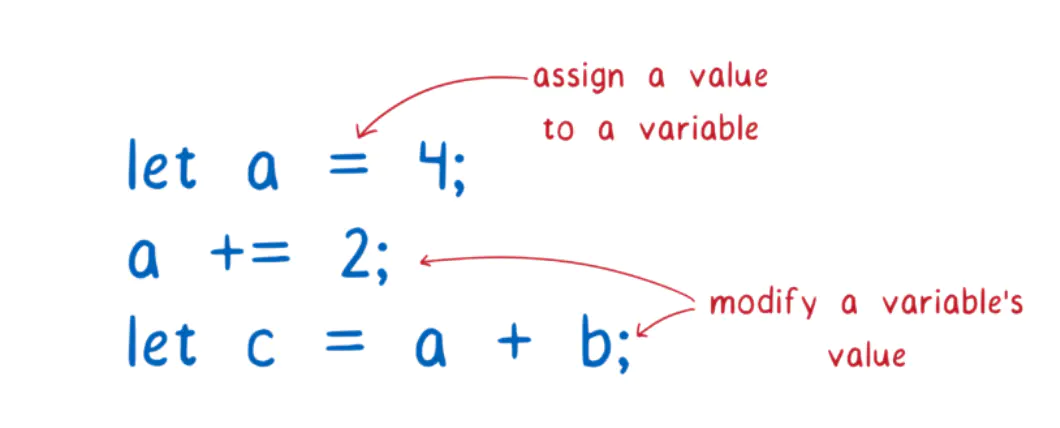 assign a value
to a variable
let a = 4;
a += 2;
let c = a + b;
modify a variable's
value